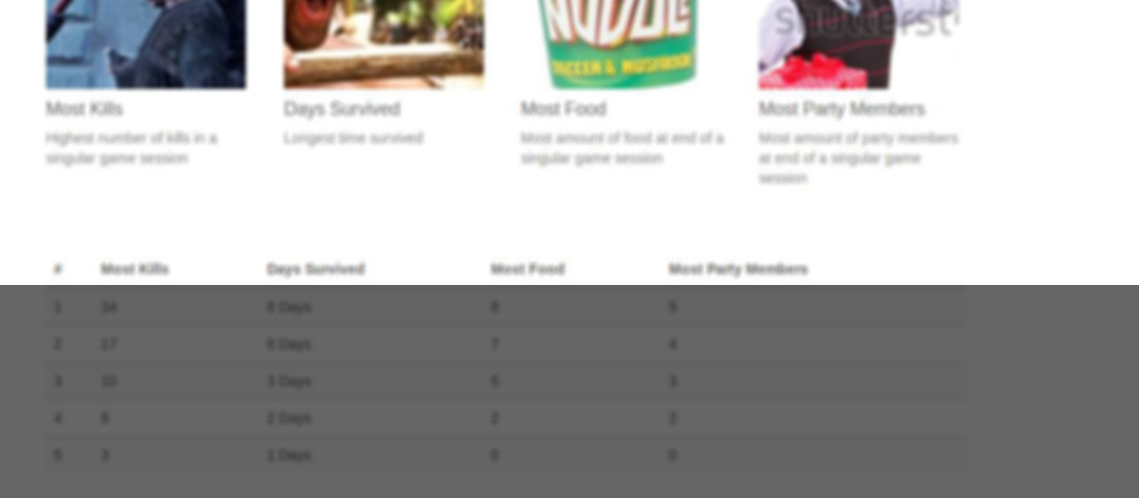 NOODLE
CHICKEN & MUSHROOM
shutterst
Most Kills
Highest number of kills in a
singular game session
Days Survived
Longest time survived
Most Food
Most amount of food at end of a
singular game session
Most Party Members
Most amount of party members
at end of a singular game
session
# Most Kills Days Survived Most Food Most Party Members
1 34 8 Days 8 5
2 17 6 Days 7 4
3 10 3 Days 5 3
4 8 2 Days 2 2
5 3 1 Days 0 0